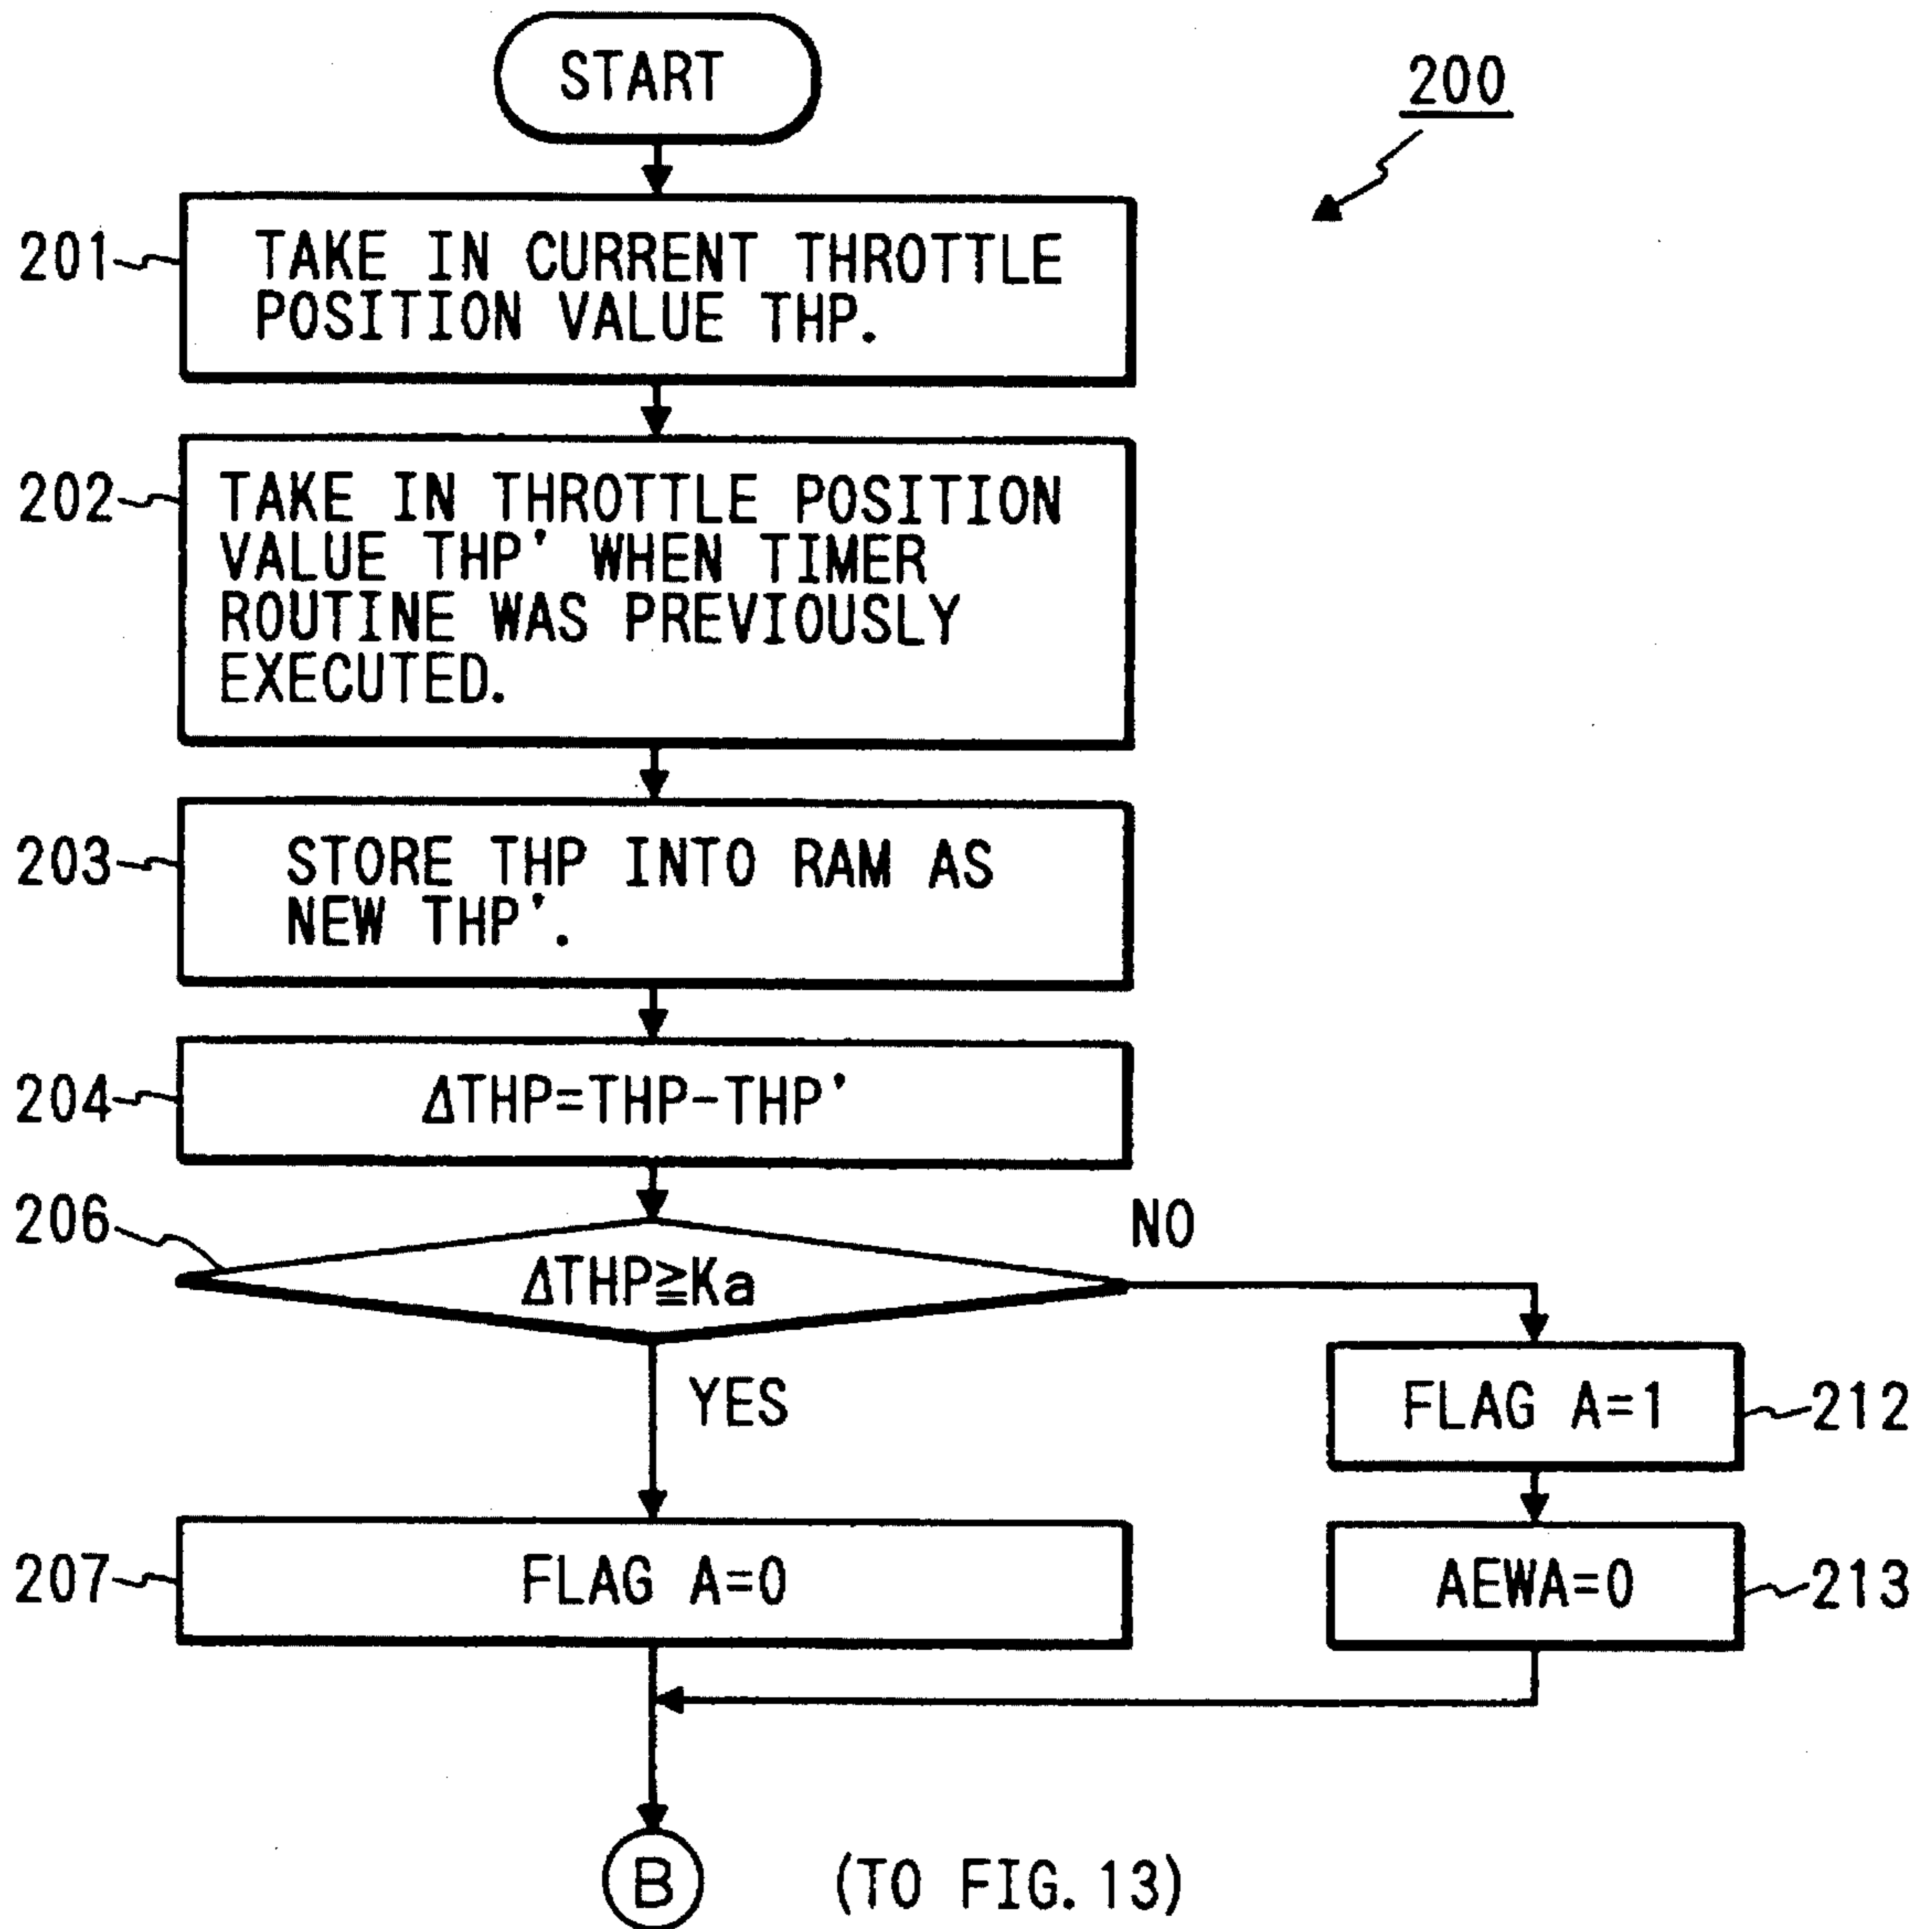 START
200
201
TAKE IN CURRENT THROTTLE
POSITION VALUE THP.
202
TAKE IN THROTTLE POSITION
VALUE THP' WHEN TIMER
ROUTINE WAS PREVIOUSLY
EXECUTED.
203
STORE THP INTO RAM AS
NEW THP'.
204
ΔTHP=THP-THP'
206
ΔTHP≧Ka
NO
YES
FLAG A=1
212
207
FLAG A=0
AEWA=0
213
B
(TO FIG. 13)